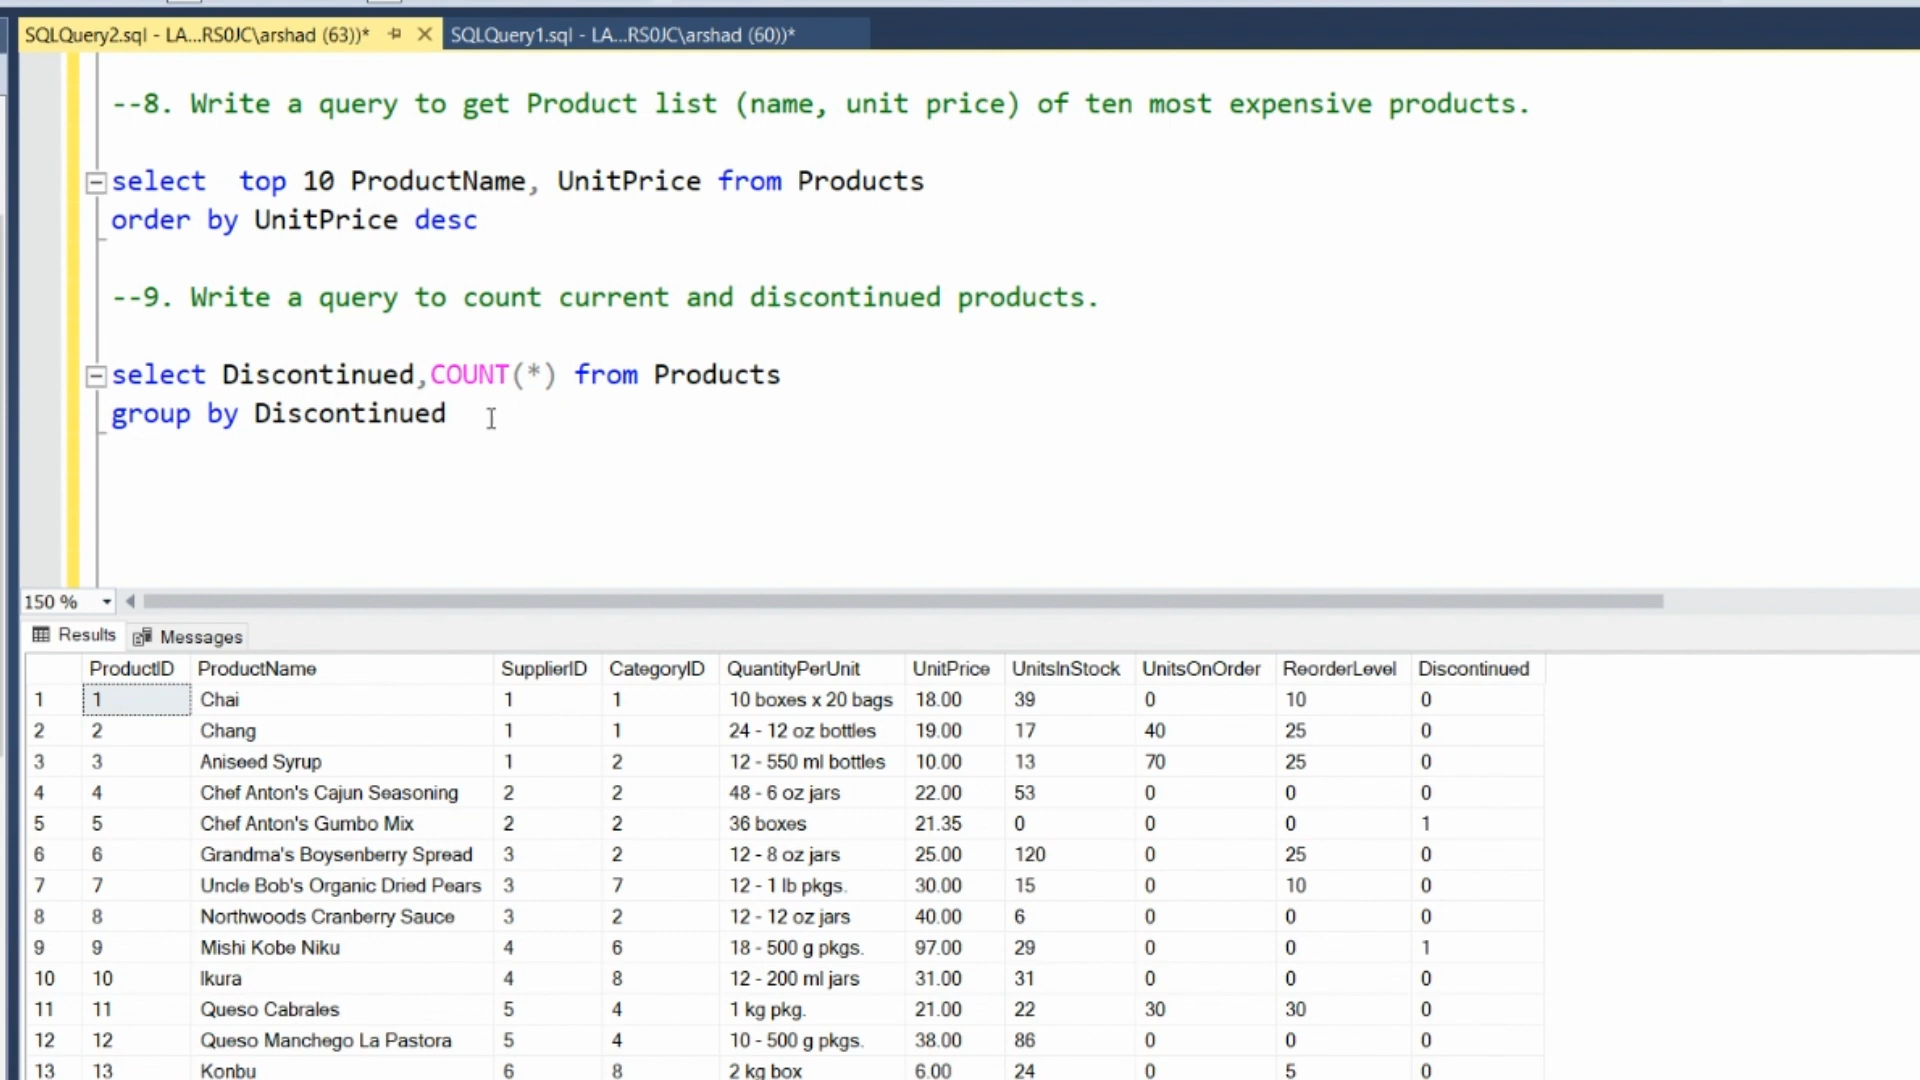 SQLQuery2.sql - LA...RS0JC\arshad (63))* SQLQuery1.sql - LA...RS0JC\arshad (60))*
--8. Write a query to get Product list (name, unit price) of ten most expensive products.
select  top 10 ProductName, UnitPrice from Products
order by UnitPrice desc
--9. Write a query to count current and discontinued products.
select Discontinued,COUNT(*) from Products
group by Discontinued
150 %
Results Messages
ProductID ProductName SupplierID CategoryID QuantityPerUnit UnitPrice UnitsInStock UnitsOnOrder ReorderLevel Discontinued
1 1 Chai 1 1 10 boxes x 20 bags 18.00 39 0 10 0
2 2 Chang 1 1 24 - 12 oz bottles 19.00 17 40 25 0
3 3 Aniseed Syrup 1 2 12 - 550 ml bottles 10.00 13 70 25 0
4 4 Chef Anton's Cajun Seasoning 2 2 48 - 6 oz jars 22.00 53 0 0 0
5 5 Chef Anton's Gumbo Mix 2 2 36 boxes 21.35 0 0 0 1
6 6 Grandma's Boysenberry Spread 3 2 12 - 8 oz jars 25.00 120 0 25 0
7 7 Uncle Bob's Organic Dried Pears 3 7 12 - 1 lb pkgs. 30.00 15 0 10 0
8 8 Northwoods Cranberry Sauce 3 2 12 - 12 oz jars 40.00 6 0 0 0
9 9 Mishi Kobe Niku 4 6 18 - 500 g pkgs. 97.00 29 0 0 1
10 10 Ikura 4 8 12 - 200 ml jars 31.00 31 0 0 0
11 11 Queso Cabrales 5 4 1 kg pkg. 21.00 22 30 30 0
12 12 Queso Manchego La Pastora 5 4 10 - 500 g pkgs. 38.00 86 0 0 0
13 13 Konbu 6 8 2 kg box 6.00 24 0 5 0